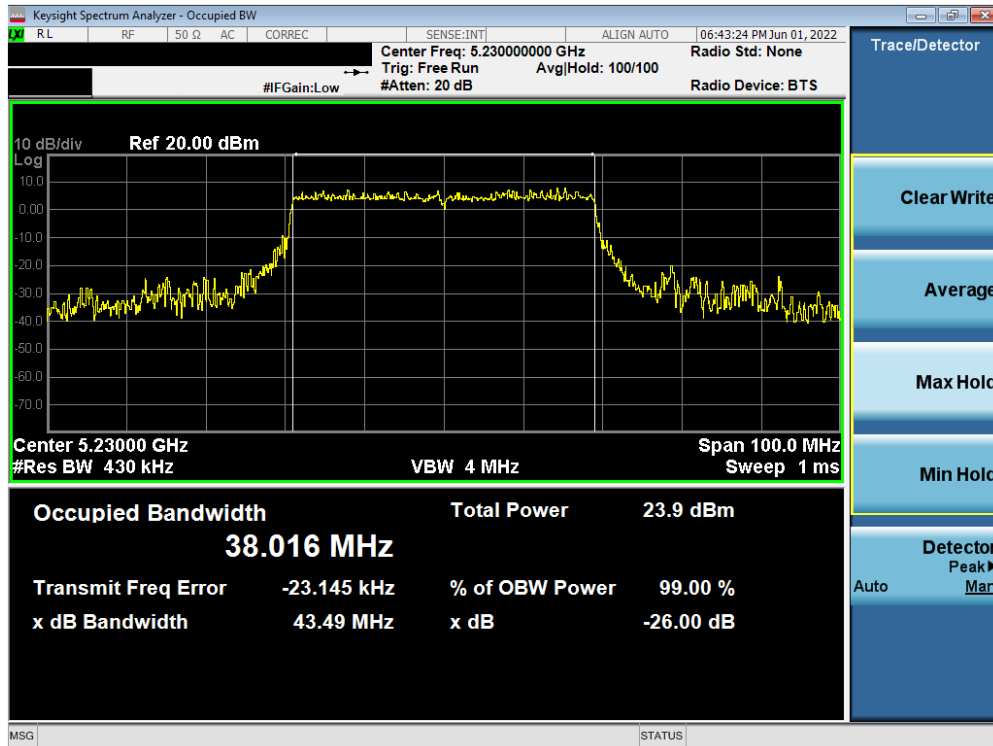 Keysight Spectrum Analyzer - Occupied BW
LXI RL RF 50 Ω AC CORREC SENSE:INT ALIGN AUTO 06:43:24 PM Jun 01, 2022
Center Freq: 5.230000000 GHz Radio Std: None
Trig: Free Run Avg|Hold: 100/100
#IFGain:Low #Atten: 20 dB Radio Device: BTS
10 dB/div Ref 20.00 dBm
Log
10.0
0.00
-10.0
-20.0
-30.0
-40.0
-50.0
-60.0
-70.0
Center 5.23000 GHz Span 100.0 MHz
#Res BW 430 kHz VBW 4 MHz Sweep 1 ms
Occupied Bandwidth Total Power 23.9 dBm
38.016 MHz
Transmit Freq Error -23.145 kHz % of OBW Power 99.00 %
x dB Bandwidth 43.49 MHz x dB -26.00 dB
MSG STATUS
Trace/Detector
Clear Write
Average
Max Hold
Min Hold
Detector
Peak
Auto Man